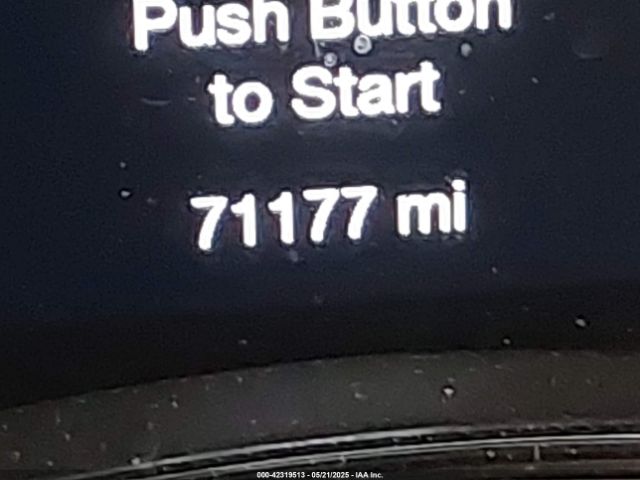 Push Button
to Start
71177 mi
000-42319513 - 05/21/2025 - IAA Inc.